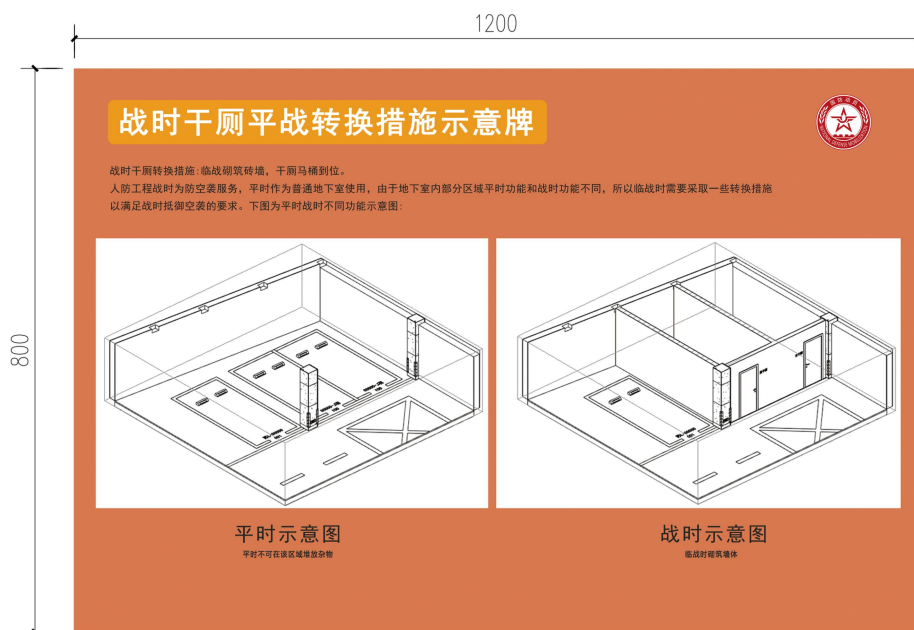 1200
战时干厕平战转换措施示意牌
战时干厕转换措施:临战砌筑砖墙，干厕马桶到位。
人防工程战时为防空袭服务，平时作为普通地下室使用，由于地下室内部分区域平时功能和战时功能不同，所以临战时需要采取一些转换措施
以满足战时抵御空袭的要求。下图为平时战时不同功能示意图:
800
平时示意图
平时不可在该区域堆放杂物
战时示意图
临战时砌筑墙体